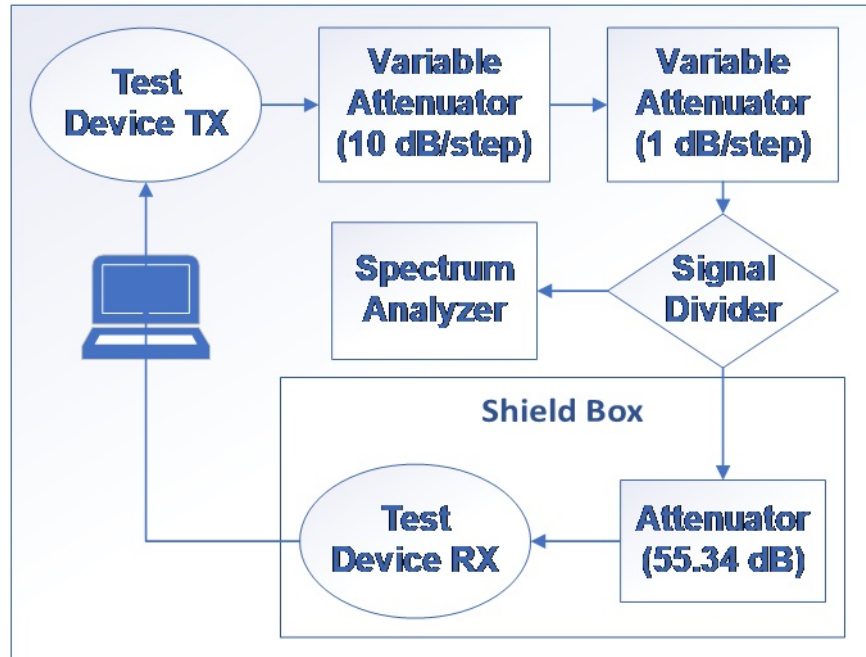 Test
Device TX
Variable
Attenuator
(10 dB/step)
Variable
Attenuator
(1 dB/step)
Spectrum
Analyzer
Signal
Divider
Shield Box
Test
Device RX
Attenuator
(55.34 dB)